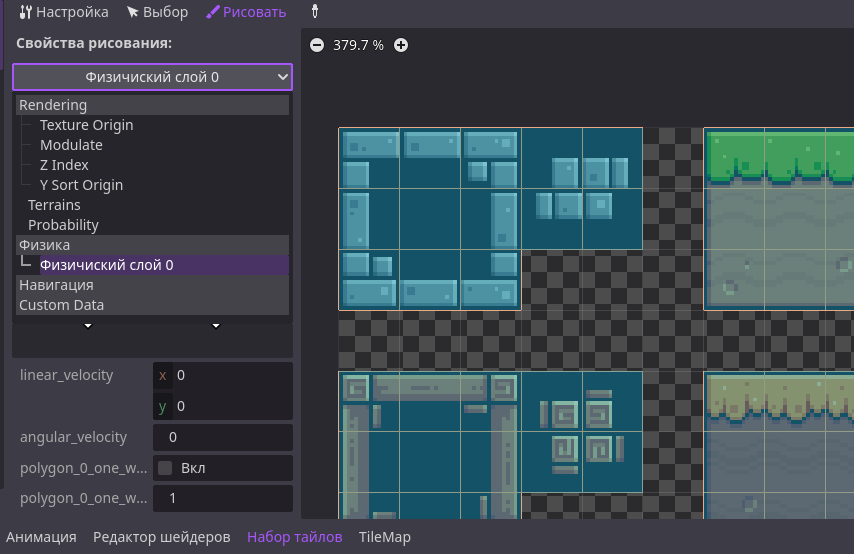 Настройка Выбор Рисовать
Свойства рисования:
379.7 %
Физичиский слой 0
Rendering
Texture Origin
Modulate
Z Index
Y Sort Origin
Terrains
Probability
Физика
Физичиский слой 0
Навигация
Custom Data
linear_velocity x 0
y 0
angular_velocity 0
polygon_0_one_w... Вкл
polygon_0_one_w... 1
Анимация Редактор шейдеров Набор тайлов TileMap